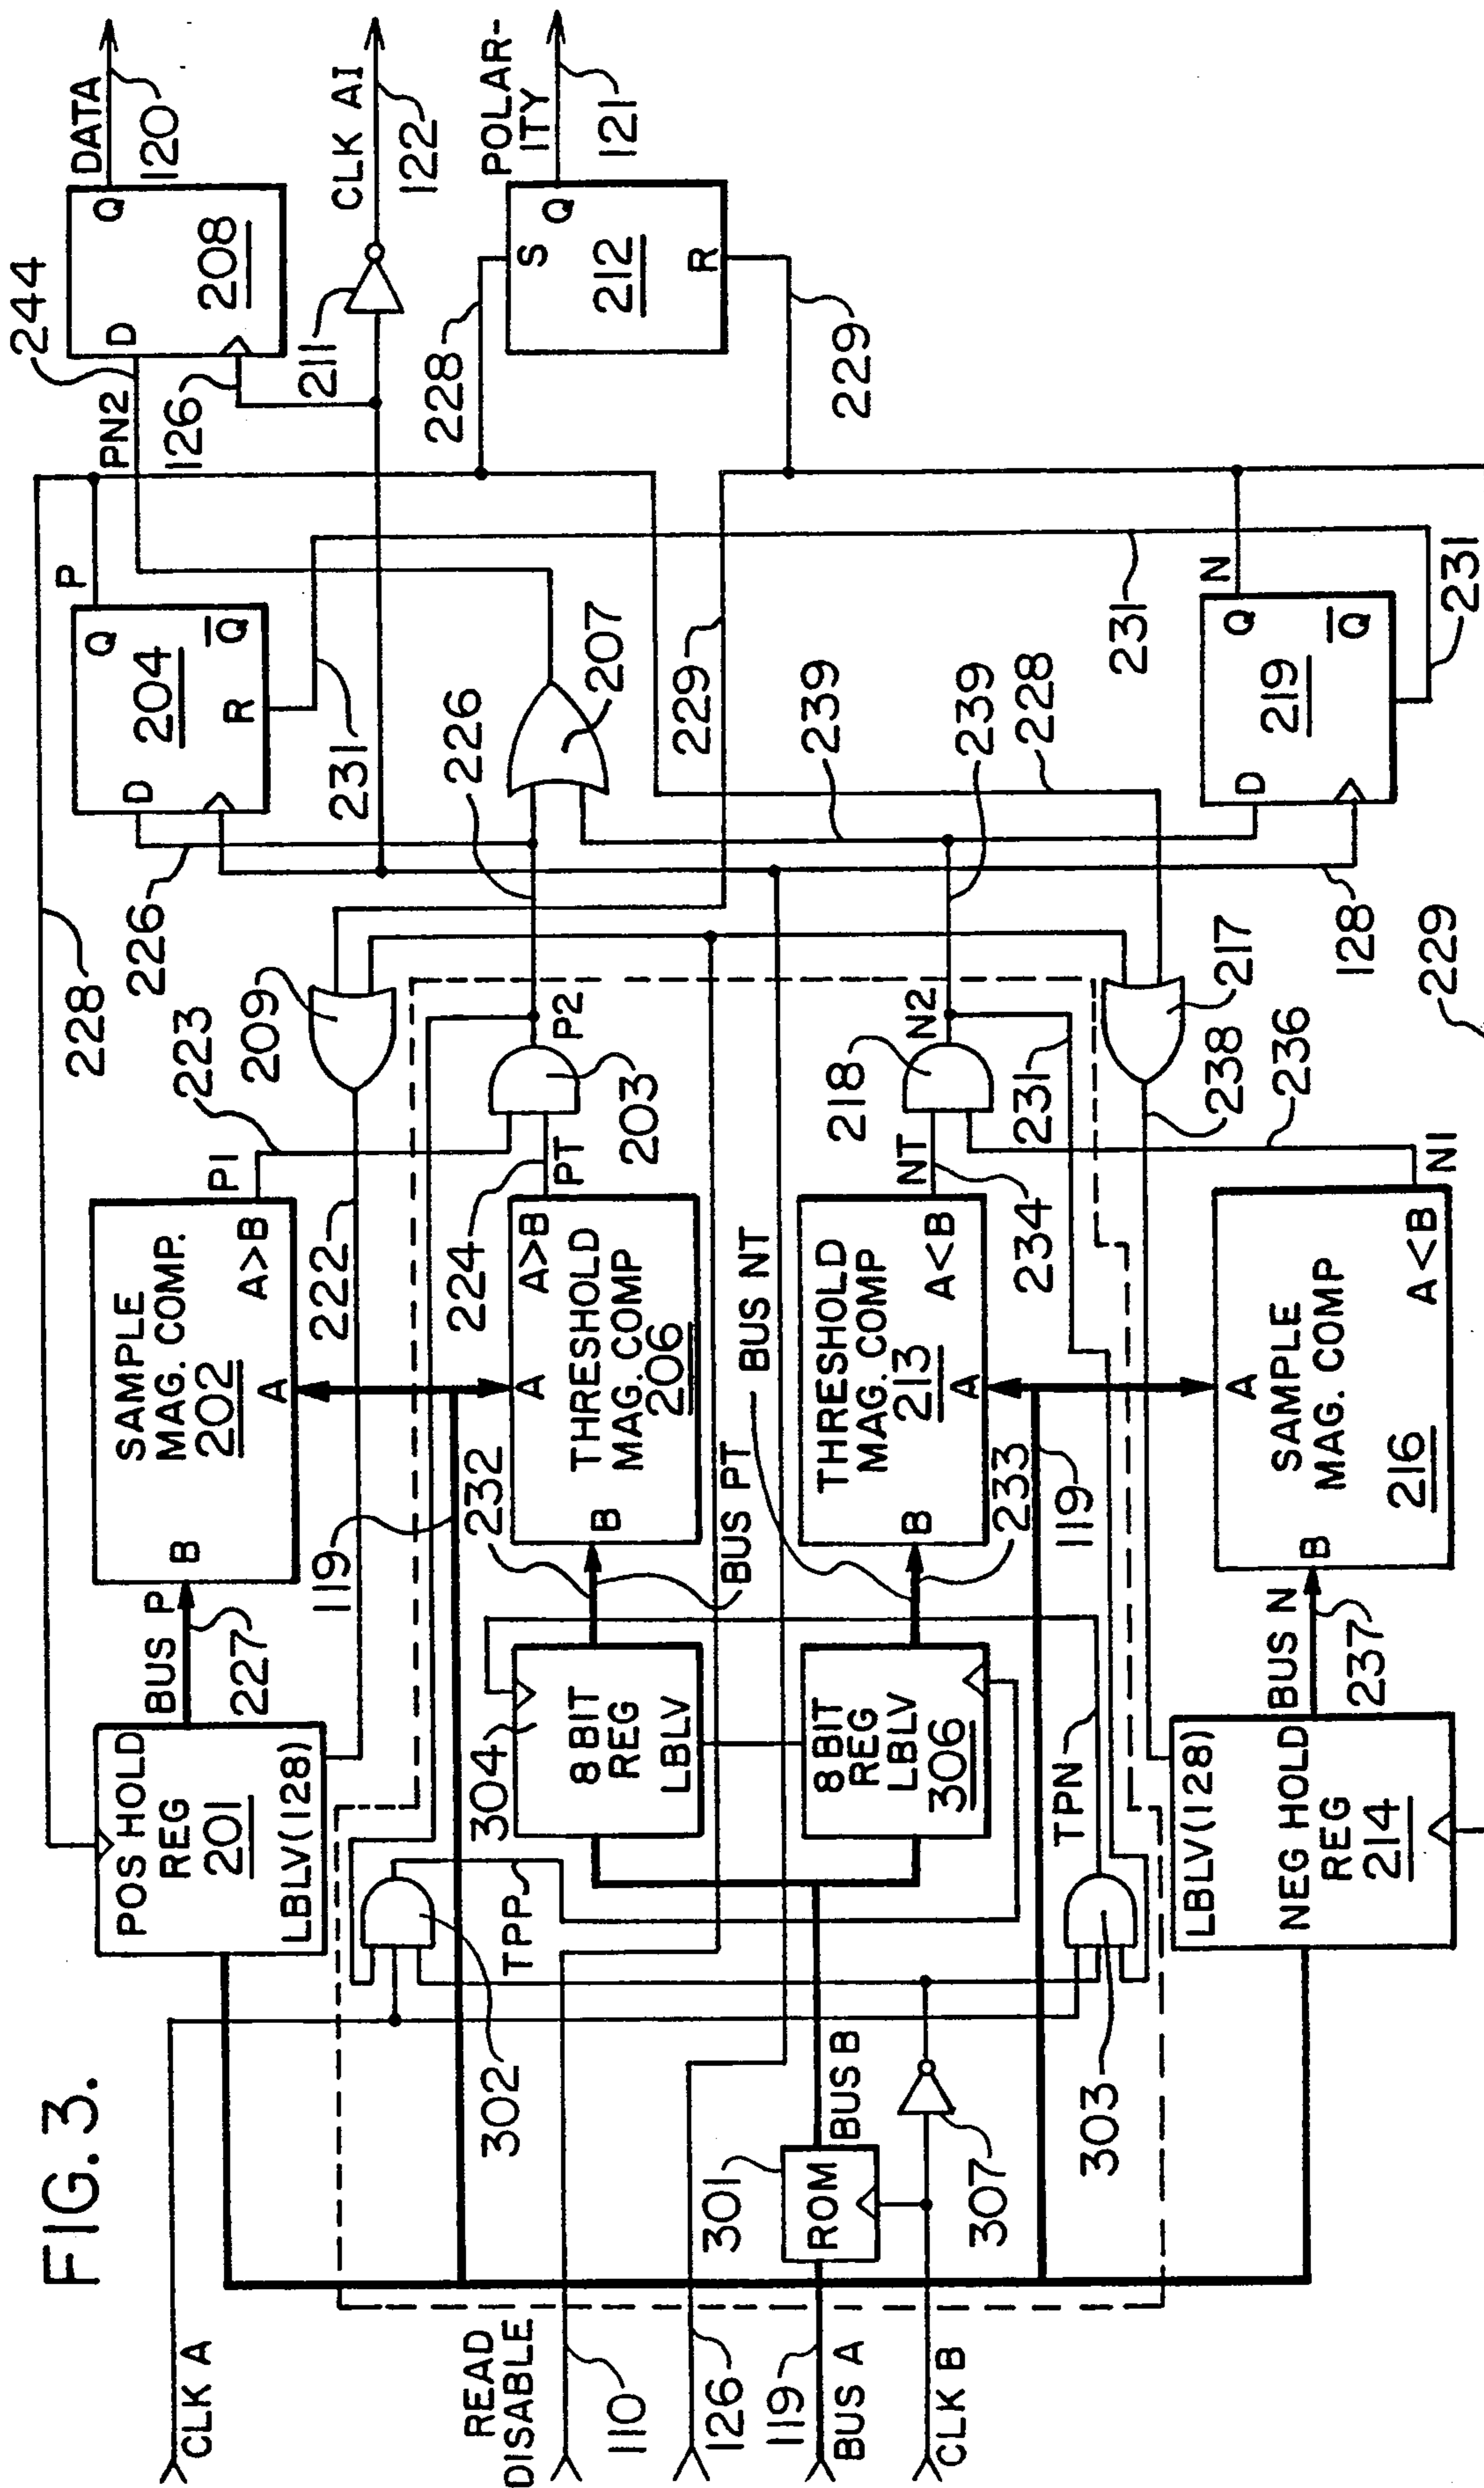 FIG. 3.
CLK A
READ
DISABLE
110
126
119
BUS A
CLK B
POS HOLD
REG
201
LBLV(128)
BUS P
227
SAMPLE
MAG. COMP.
202
A
B
A>B
P1
223
222
209
228
226
D
204
Q
Q
R
P
231
PN2
244
126
D
208
Q
DATA
120
211
CLK AI
122
228
S
212
Q
R
229
POLAR-
ITY
121
302
TPP
304
8 BIT
REG
LBLV
232
BUS PT
119
B
A
THRESHOLD
MAG. COMP
206
A>B
224
PT
203
P2
226
207
229
301
ROM
BUS B
307
303
8 BIT
REG
LBLV
306
TPN
233
BUS NT
B
A
THRESHOLD
MAG. COMP
213
A<B
119
NT
234
218
N2
231
239
239
228
217
238
236
NEG HOLD
REG
214
LBLV(128)
BUS N
237
B
A
SAMPLE
MAG. COMP
216
A<B
N1
128
229
D
219
Q
Q
N
231
231